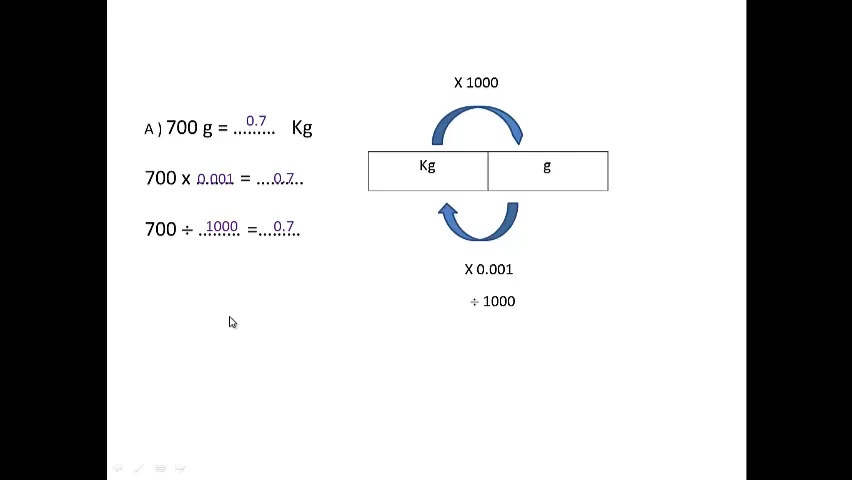 A ) 700 g = ...0.7... Kg
700 x ...0.001... = ...0.7...
700 ÷ ...1000... =...0.7...
X 1000
Kg g
X 0.001
÷ 1000